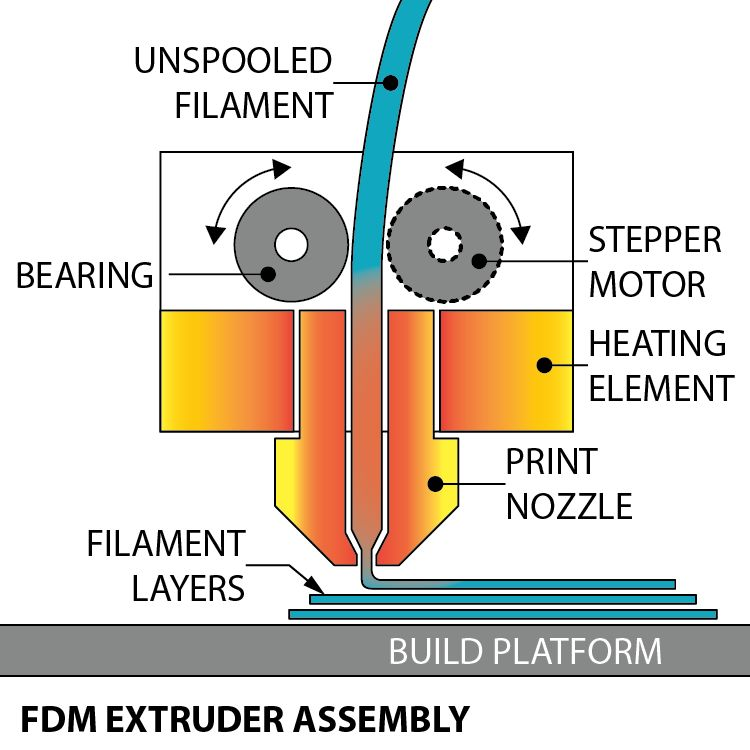 UNSPOOLED
FILAMENT
BEARING
STEPPER
MOTOR
HEATING
ELEMENT
PRINT
NOZZLE
FILAMENT
LAYERS
BUILD PLATFORM
FDM EXTRUDER ASSEMBLY